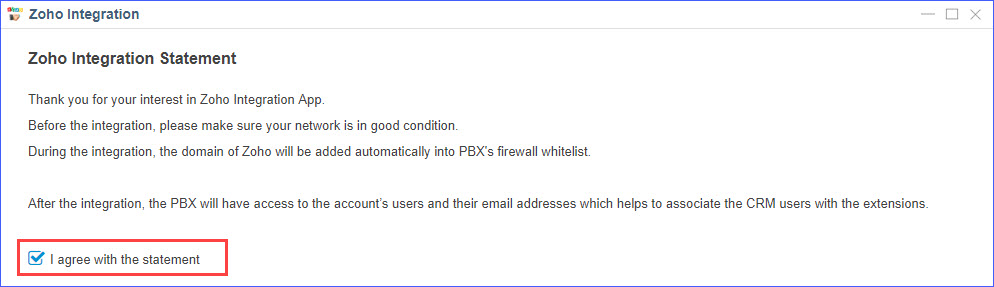 Zoho Integration
Zoho Integration Statement
Thank you for your interest in Zoho Integration App.
Before the integration, please make sure your network is in good condition.
During the integration, the domain of Zoho will be added automatically into PBX's firewall whitelist.
After the integration, the PBX will have access to the account’s users and their email addresses which helps to associate the CRM users with the extensions.
I agree with the statement